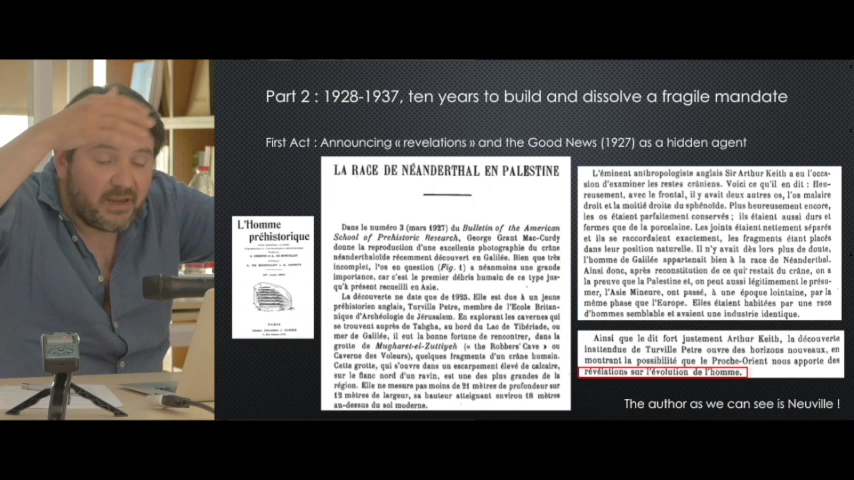 Part 2 : 1928-1937, ten years to build and dissolve a fragile mandate
First Act : Announcing « revelations » and the Good News (1927) as a hidden agent
L'Homme
préhistorique
PARIS
LA RACE DE NÉANDERTHAL EN PALESTINE
Dans le numéro 3 (mars 1927) du Bulletin of the American
School of Prehistoric Research, George Grant Mac-Curdy
donne la reproduction d'une excellente photographie du crâne
néanderthaloïde récemment découvert en Galilée. Bien que très
incomplet, l'os en question (Fig. 1) a néanmoins une grande
importance, car c'est le premier débris humain de ce type jus-
qu'à présent recueilli en Asie.
La découverte ne date que de 1925. Elle est due à un jeune
préhistorien anglais, Turville Petre, membre de l'Ecole Britan-
nique d'Archéologie de Jérusalem. En explorant les cavernes qui
se trouvent auprès de Tabgha, au bord du Lac de Tibériade, ou
mer de Galilée, il eut la bonne fortune de rencontrer, dans la
grotte de Mugharet-el-Zuttiyeh (« the Robbers' Cave » ou
Caverne des Voleurs), quelques fragments d'un crâne humain.
Cette grotte, qui s'ouvre dans un escarpement élevé de calcaire,
sur le flanc nord d'un ravin, est une des plus grandes de la
région. Elle ne mesure pas moins de 21 mètres de profondeur sur
12 mètres de largeur, sa hauteur atteignant environ 18 mètres
au-dessus du sol moderne.
L'éminent anthropologiste anglais Sir Arthur Keith a eu l'occa-
sion d'examiner les restes crâniens. Voici ce qu'il en dit : Heu-
reusement, avec le frontal, il y avait deux autres os, l'os malaire
droit et la moitié droite du sphénoïde. Plus heureusement encore,
les os étaient parfaitement conservés ; ils étaient aussi durs et
fermes que de la porcelaine. Les joints étaient nettement séparés
et ils se raccordaient exactement, les fragments étant placés
dans leur position naturelle. Il n'y avait dès lors plus de doute,
l'homme de Galilée appartenait bien à la race de Néanderthal.
Ainsi donc, après reconstitution de ce qui restait du crâne, on a
la preuve que la Palestine et, on peut aussi légitimement le présu-
mer, l'Asie Mineure, ont passé, à une époque lointaine, par la
même phase que l'Europe. Elles étaient habitées par une race
d'hommes semblable et avaient une industrie identique.
Ainsi que le dit fort justement Arthur Keith, la découverte
inattendue de Turville Petre ouvre des horizons nouveaux, en
montrant la possibilité que le Proche-Orient nous apporte des
révélations sur l'évolution de l'homme.
The author as we can see is Neuville !